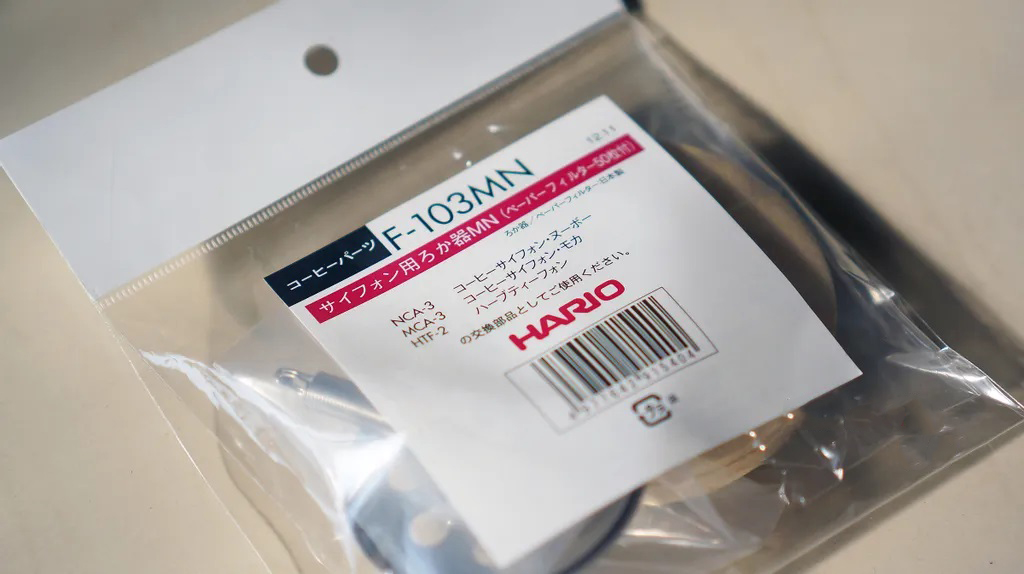 12.11
コーヒーパーツ F-103MN
サイフォン用ろか器MN (ペーパーフィルター50枚付)
ろか器/ペーパーフィルター日本製
NCA-3 コーヒーサイフォン・ヌーボー
MCA-3 コーヒーサイフォン・モカ
HTF-2 ハーブティーフォン
の交換部品としてご使用ください。
HARIO